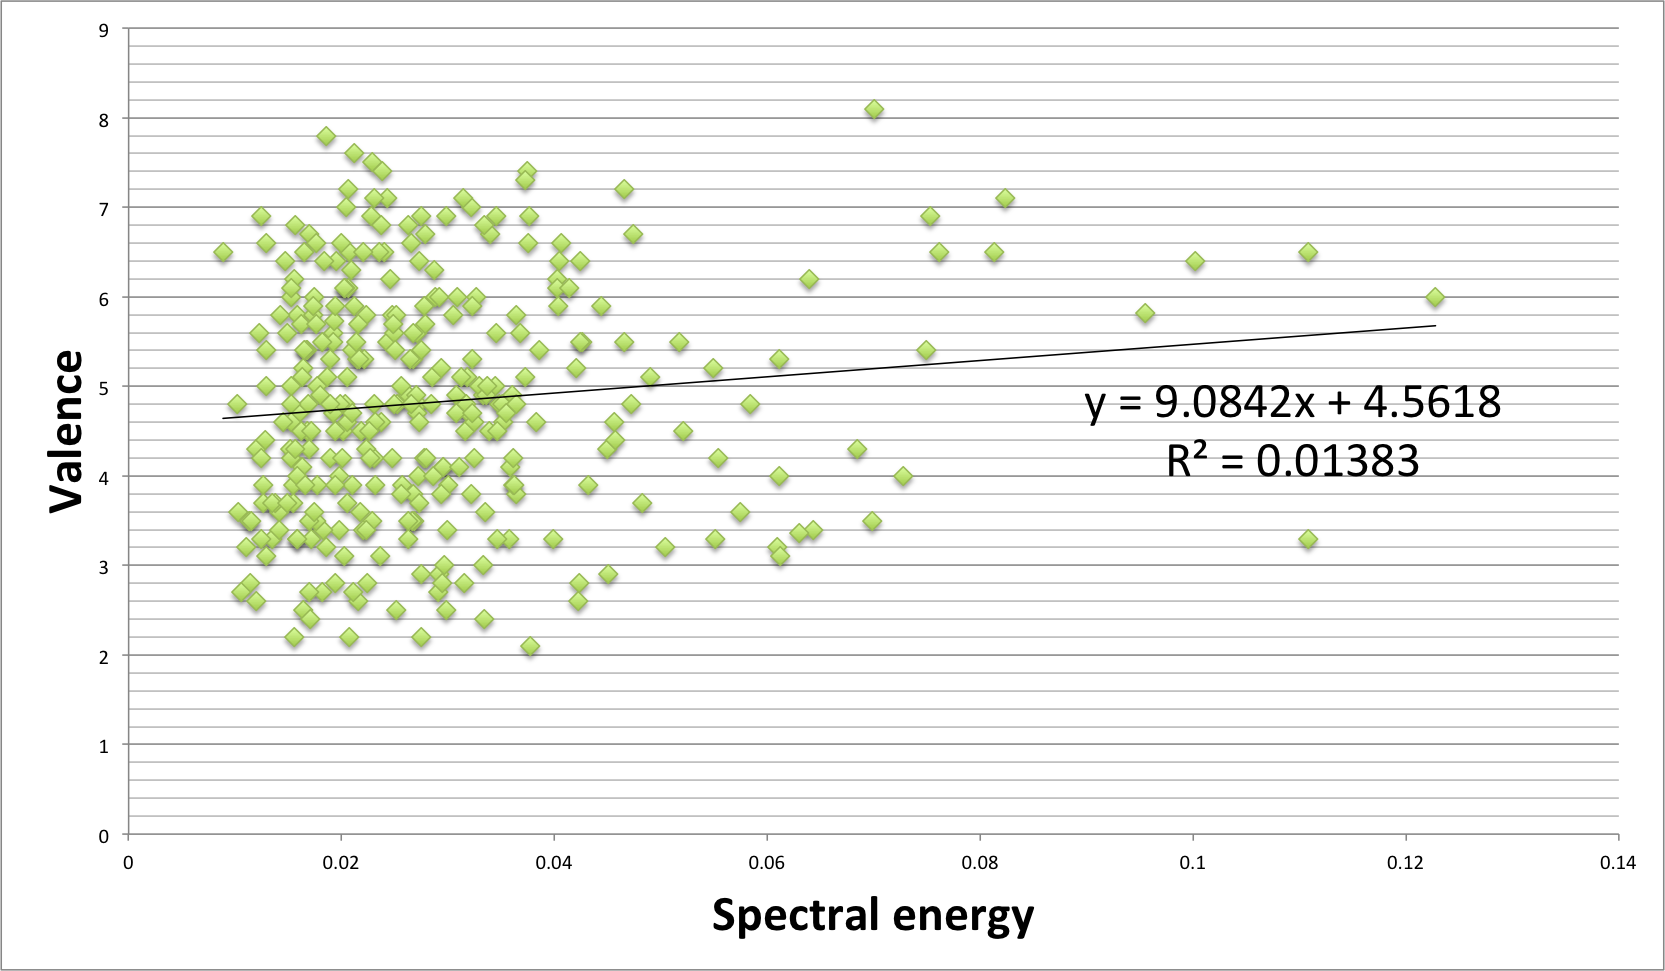 9
8
7
6
5
4
3
2
1
0
Valence
y = 9.0842x + 4.5618
R² = 0.01383
0 0.02 0.04 0.06 0.08 0.1 0.12 0.14
Spectral energy